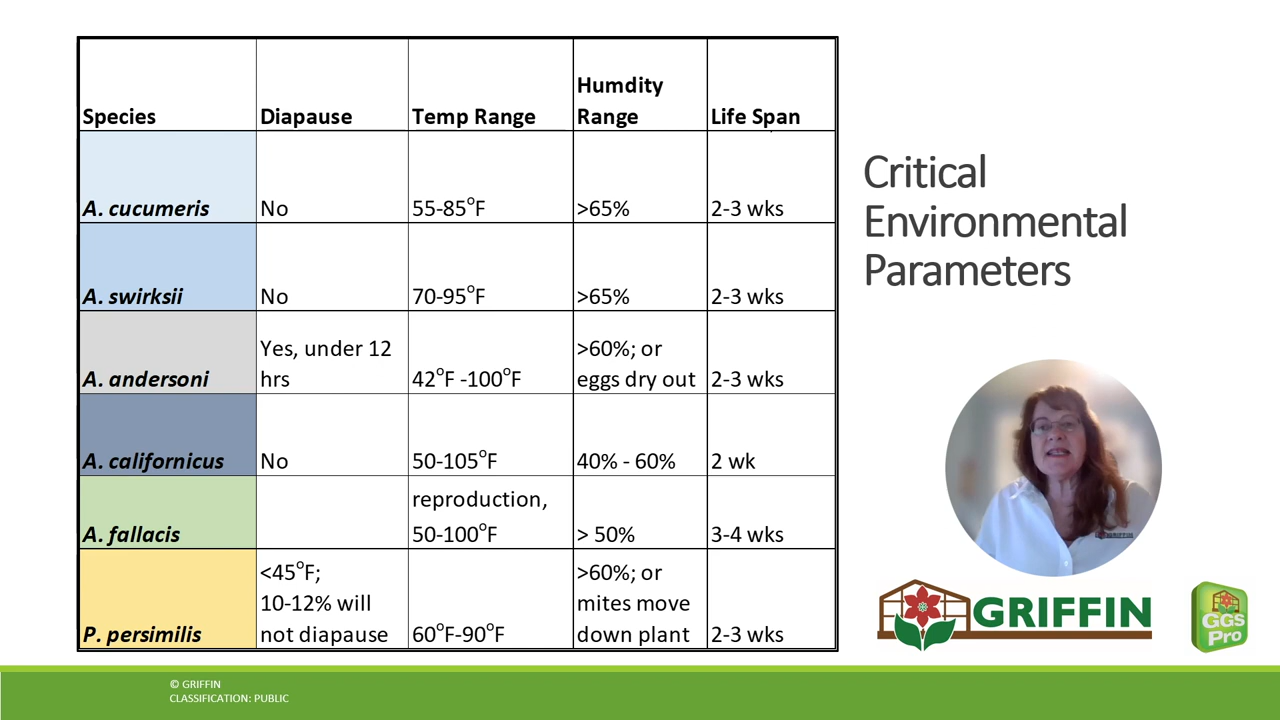 Species Diapause Temp Range Humdity Range Life Span
A. cucumeris No 55-85°F >65% 2-3 wks
A. swirksii No 70-95°F >65% 2-3 wks
A. andersoni Yes, under 12 hrs 42°F -100°F >60%; or eggs dry out 2-3 wks
A. californicus No 50-105°F 40% - 60% 2 wk
A. fallacis reproduction, 50-100°F > 50% 3-4 wks
P. persimilis <45°F; 10-12% will not diapause 60°F-90°F >60%; or mites move down plant 2-3 wks
Critical
Environmental
Parameters
GRIFFIN
GRIFFIN
GGS
Pro
© GRIFFIN
CLASSIFICATION: PUBLIC